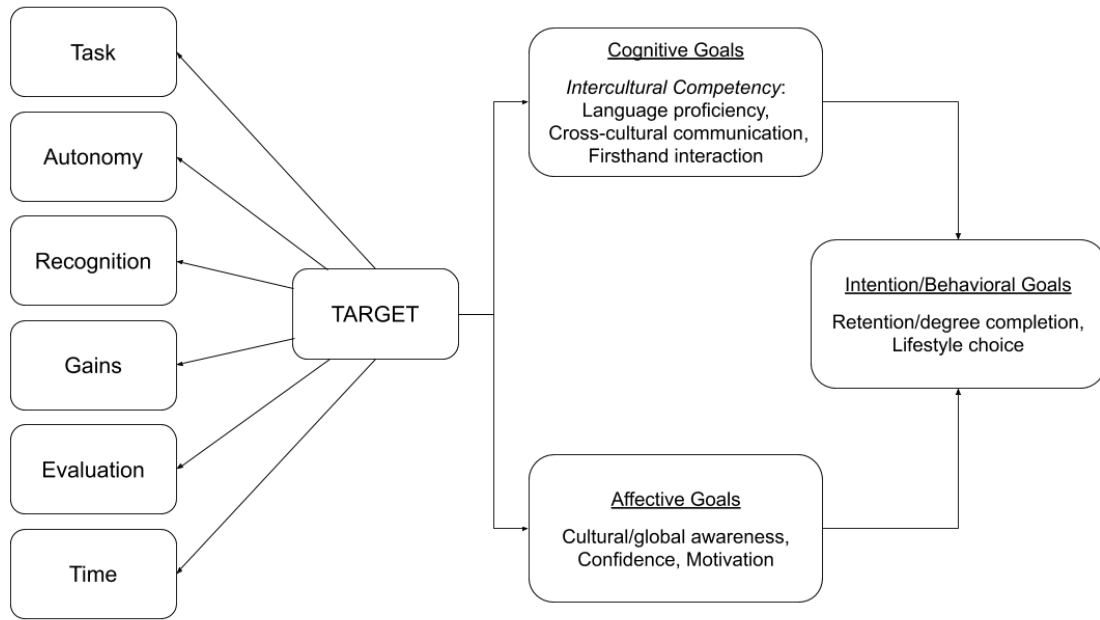 Task
Autonomy
Recognition
Gains
Evaluation
Time
TARGET
Cognitive Goals
Intercultural Competency:
Language proficiency,
Cross-cultural communication,
Firsthand interaction
Affective Goals
Cultural/global awareness,
Confidence, Motivation
Intention/Behavioral Goals
Retention/degree completion,
Lifestyle choice